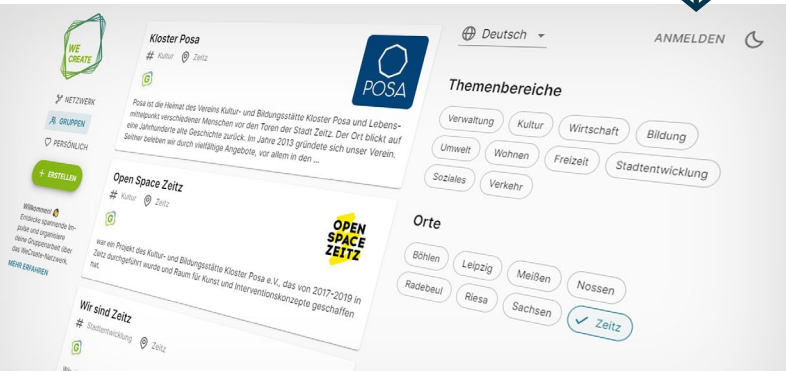 WE
CREATE
NETZWERK
GRUPPEN
PERSÖNLICH
+ ERSTELLEN
Willkommen!
Entdecke spannende Im-
pulse und organisiere
deine Gruppenarbeit über
das WeCreate-Netzwerk.
MEHR ERFAHREN
Kloster Posa
# Kultur Zeitz
G
POSA
Posa ist die Heimat des Vereins Kultur- und Bildungsstätte Kloster Posa und Lebens-
mittelpunkt verschiedener Menschen vor den Toren der Stadt Zeitz. Der Ort blickt auf
eine Jahrhunderte alte Geschichte zurück. Im Jahre 2013 gründete sich unser Verein.
Seither beleben wir durch vielfältige Angebote, vor allem in den ...
Open Space Zeitz
# Kultur Zeitz
G
OPEN
SPACE
ZEITZ
war ein Projekt des Kultur- und Bildungsstätte Kloster Posa e.V., das von 2017-2019 in
Zeitz durchgeführt wurde und Raum für Kunst und Interventionskonzepte geschaffen
hat.
Wir sind Zeitz
# Stadtentwicklung Zeitz
G
Deutsch
ANMELDEN
Themenbereiche
Verwaltung Kultur Wirtschaft Bildung
Umwelt Wohnen Freizeit Stadtentwicklung
Soziales Verkehr
Orte
Böhlen Leipzig Meißen Nossen
Radebeul Riesa Sachsen Zeitz